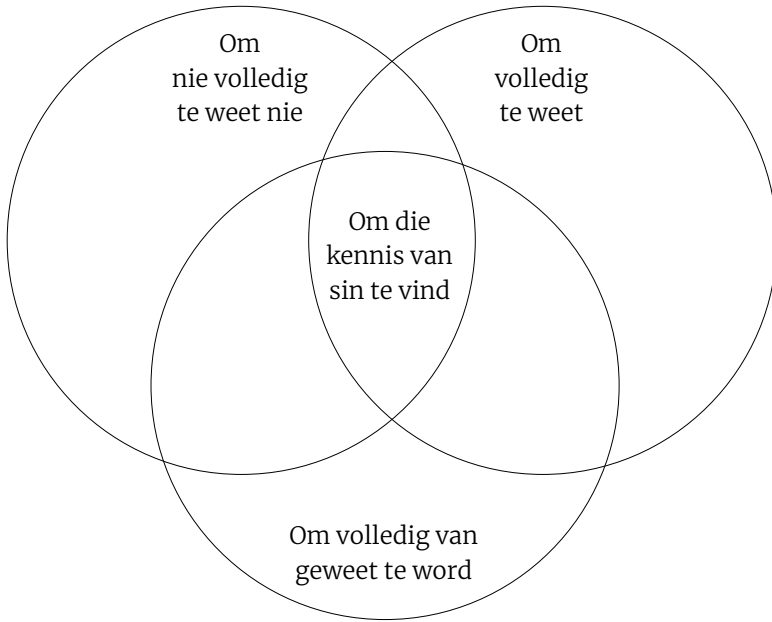 Om
nie volledig
te weet nie
Om
volledig
te weet
Om die
kennis van
sin te vind
Om volledig van
geweet te word